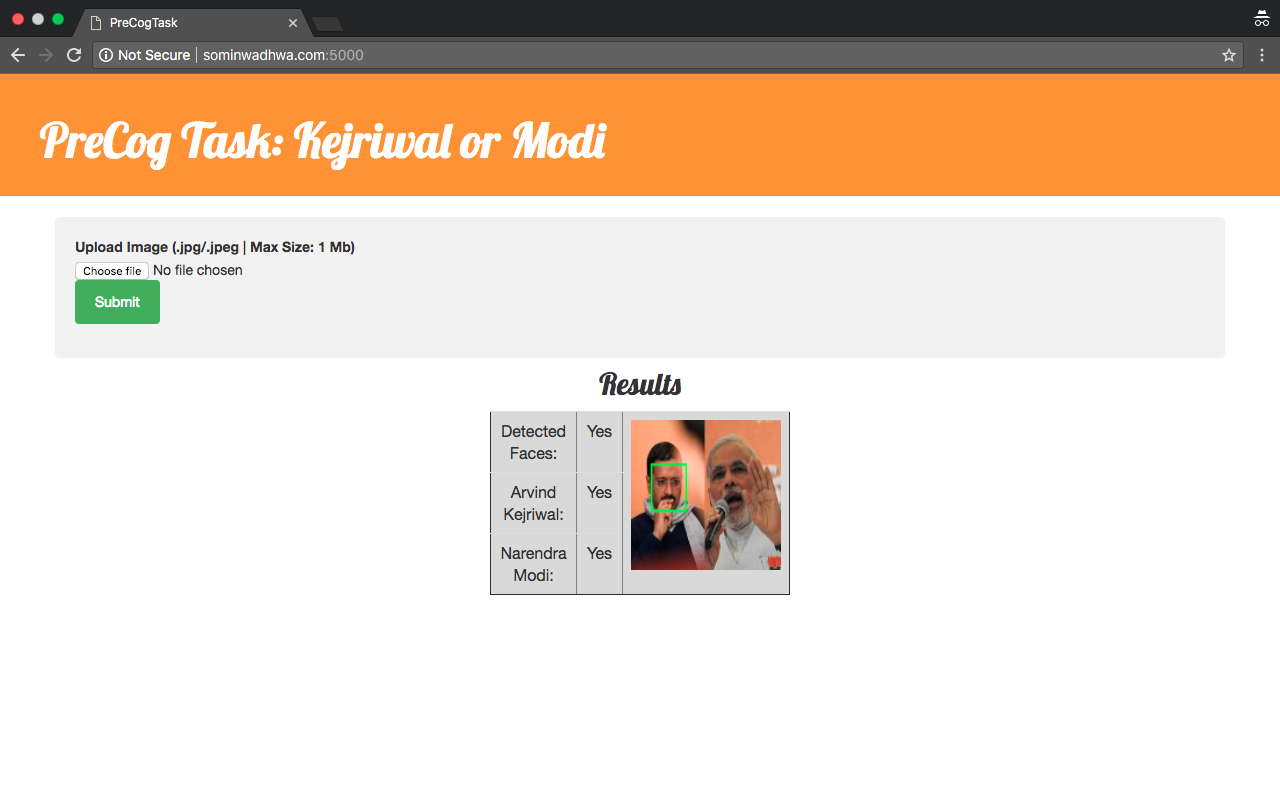 PreCogTask
Not Secure | sominwadhwa.com:5000
PreCog Task: Kejriwal or Modi
Upload Image (.jpg/.jpeg | Max Size: 1 Mb)
Choose file No file chosen
Submit
Results
Detected Yes
Faces:
Arvind Yes
Kejriwal:
Narendra Yes
Modi: